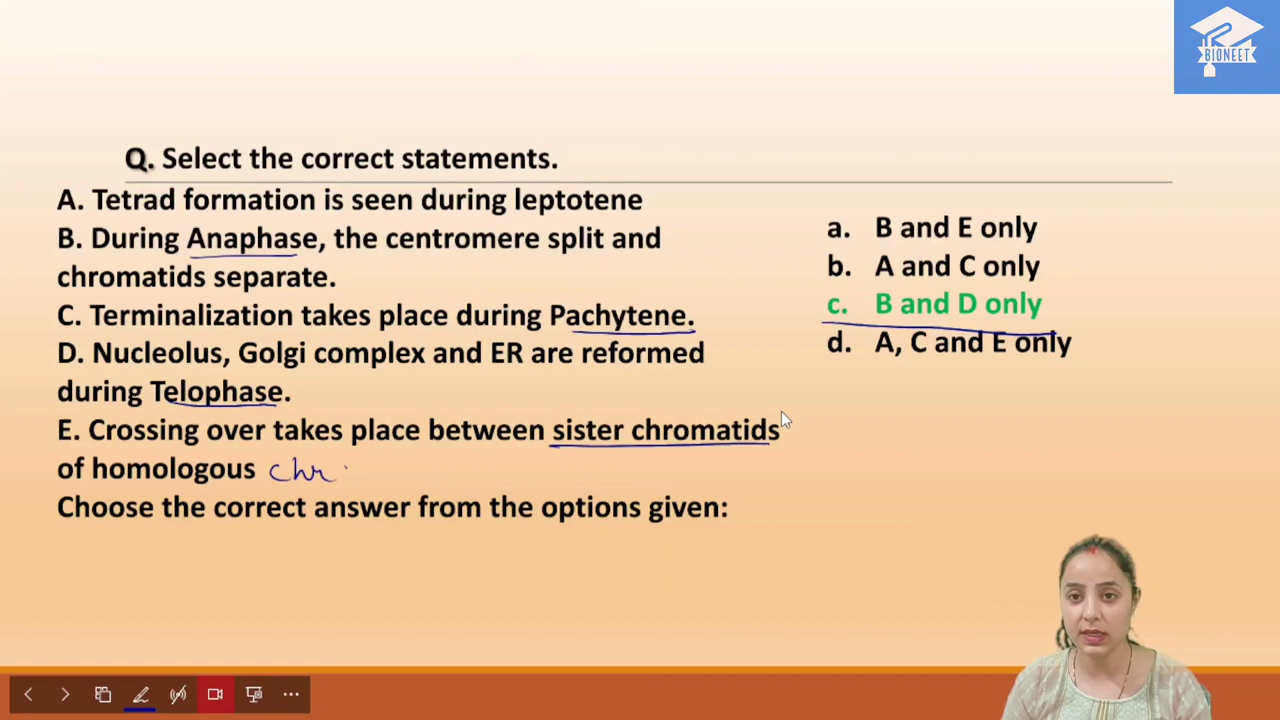 BIONEET
Q. Select the correct statements.
A. Tetrad formation is seen during leptotene
B. During Anaphase, the centromere split and
chromatids separate.
C. Terminalization takes place during Pachytene.
D. Nucleolus, Golgi complex and ER are reformed
during Telophase.
E. Crossing over takes place between sister chromatids
of homologous chr
Choose the correct answer from the options given:
a. B and E only
b. A and C only
c. B and D only
d. A, C and E only